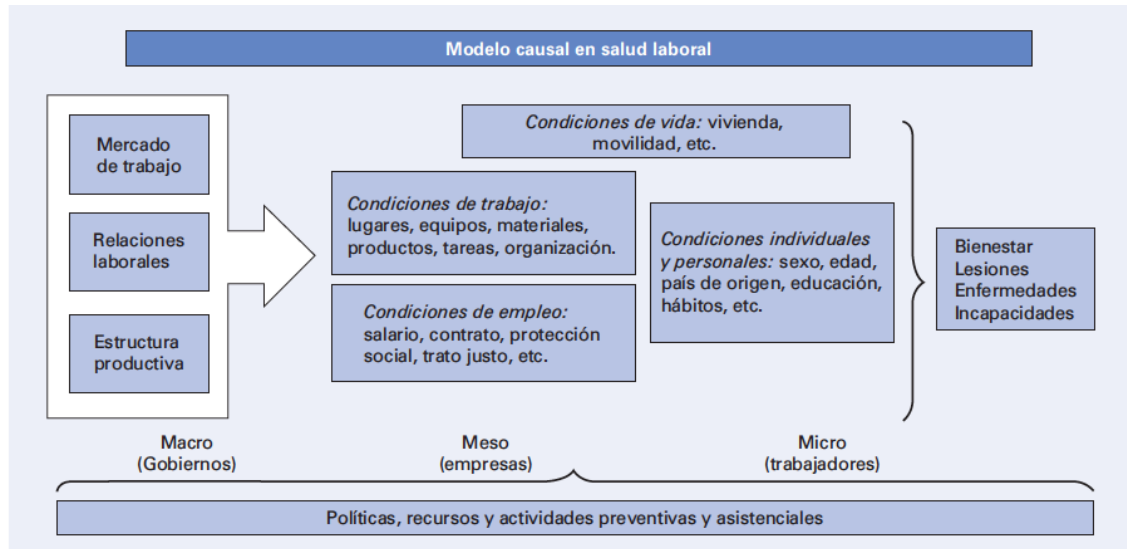 Modelo causal en salud laboral
Mercado
de trabajo
Relaciones
laborales
Estructura
productiva
Condiciones de vida: vivienda,
movilidad, etc.
Condiciones de trabajo:
lugares, equipos, materiales,
productos, tareas, organización.
Condiciones de empleo:
salario, contrato, protección
social, trato justo, etc.
Condiciones individuales
y personales: sexo, edad,
país de origen, educación,
hábitos, etc.
Bienestar
Lesiones
Enfermedades
Incapacidades
Macro
(Gobiernos)
Meso
(empresas)
Micro
(trabajadores)
Políticas, recursos y actividades preventivas y asistenciales